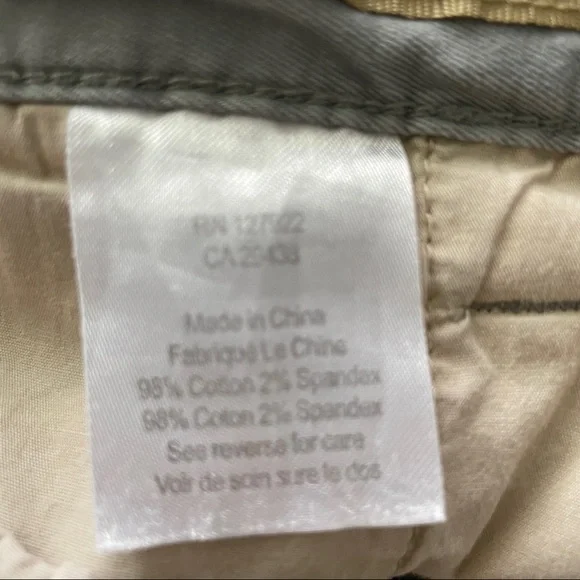 Made in China
Fabriqué Le Chine
98% Cotton 2% Spandex
98% Coton 2% Spandex
See reverse for care
Voir de soin sure le dos